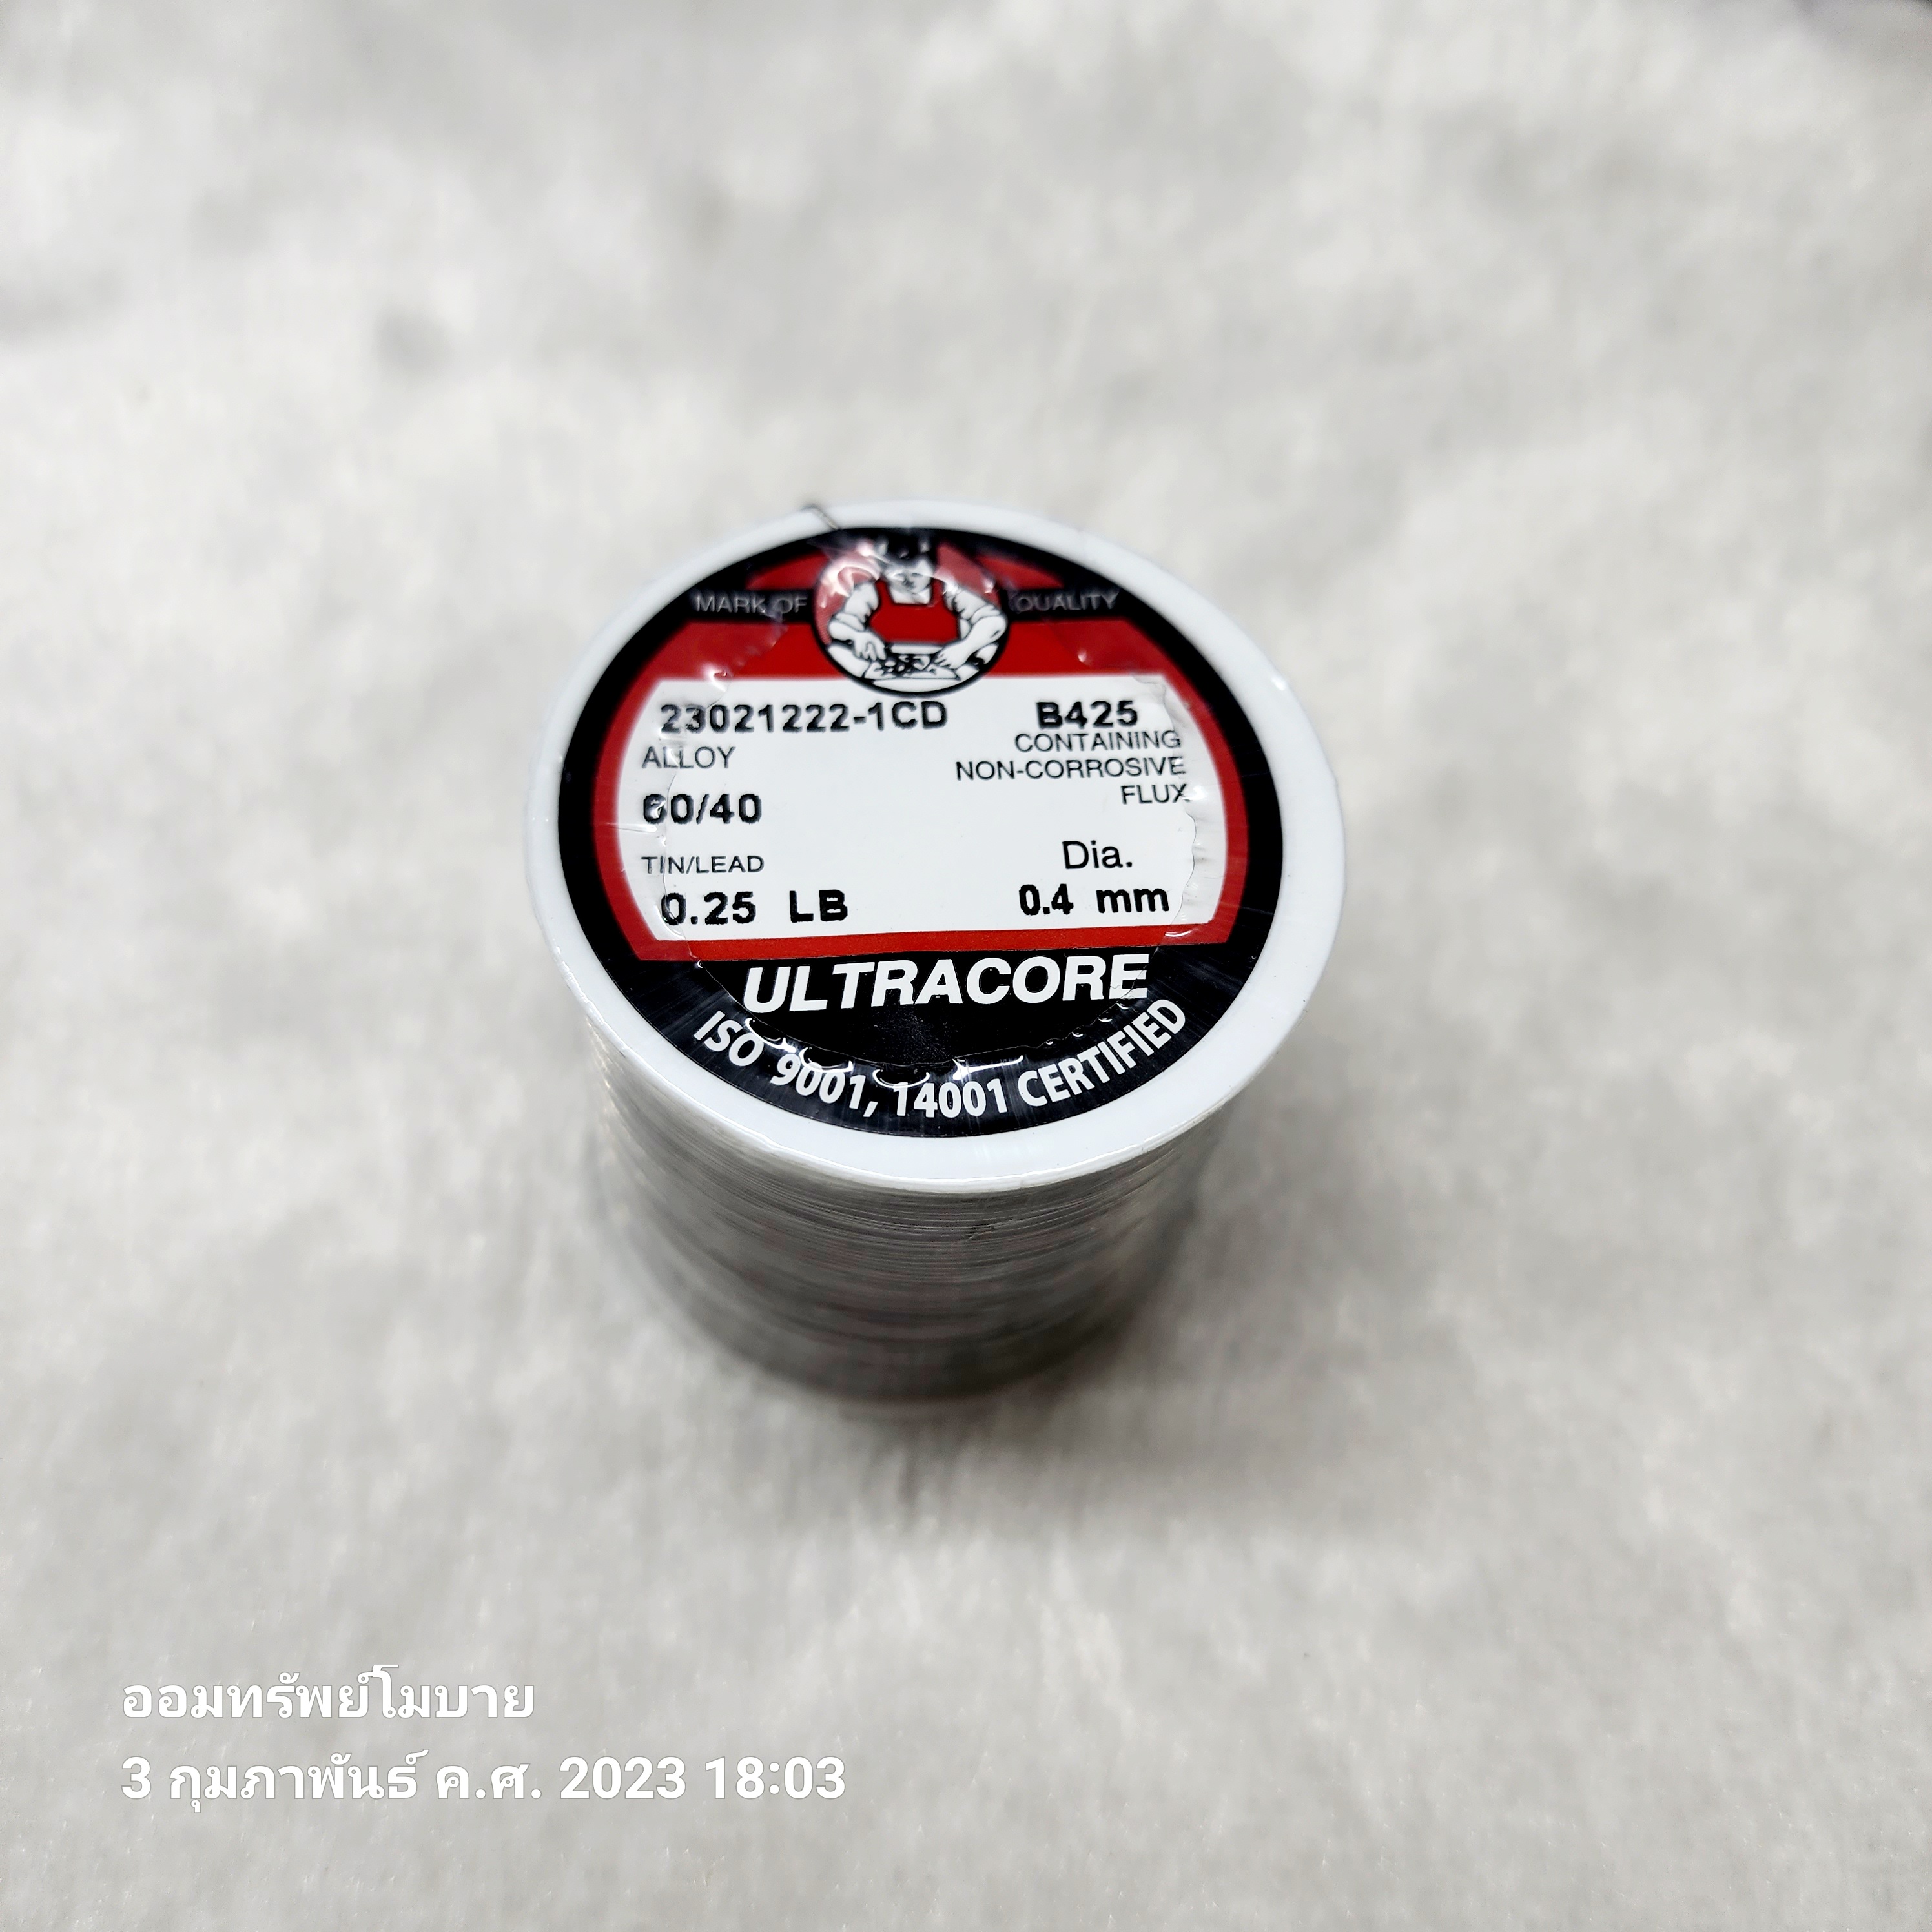 MARK OF QUALITY
23021222-1CD B425
ALLOY CONTAINING
NON-CORROSIVE
60/40 FLUX
TIN/LEAD Dia.
0.25 LB 0.4 mm
ULTRACORE
ISO 9001, 14001 CERTIFIED
ออมทรัพย์โมบาย
3 กุมภาพันธ์ ค.ศ. 2023 18:03